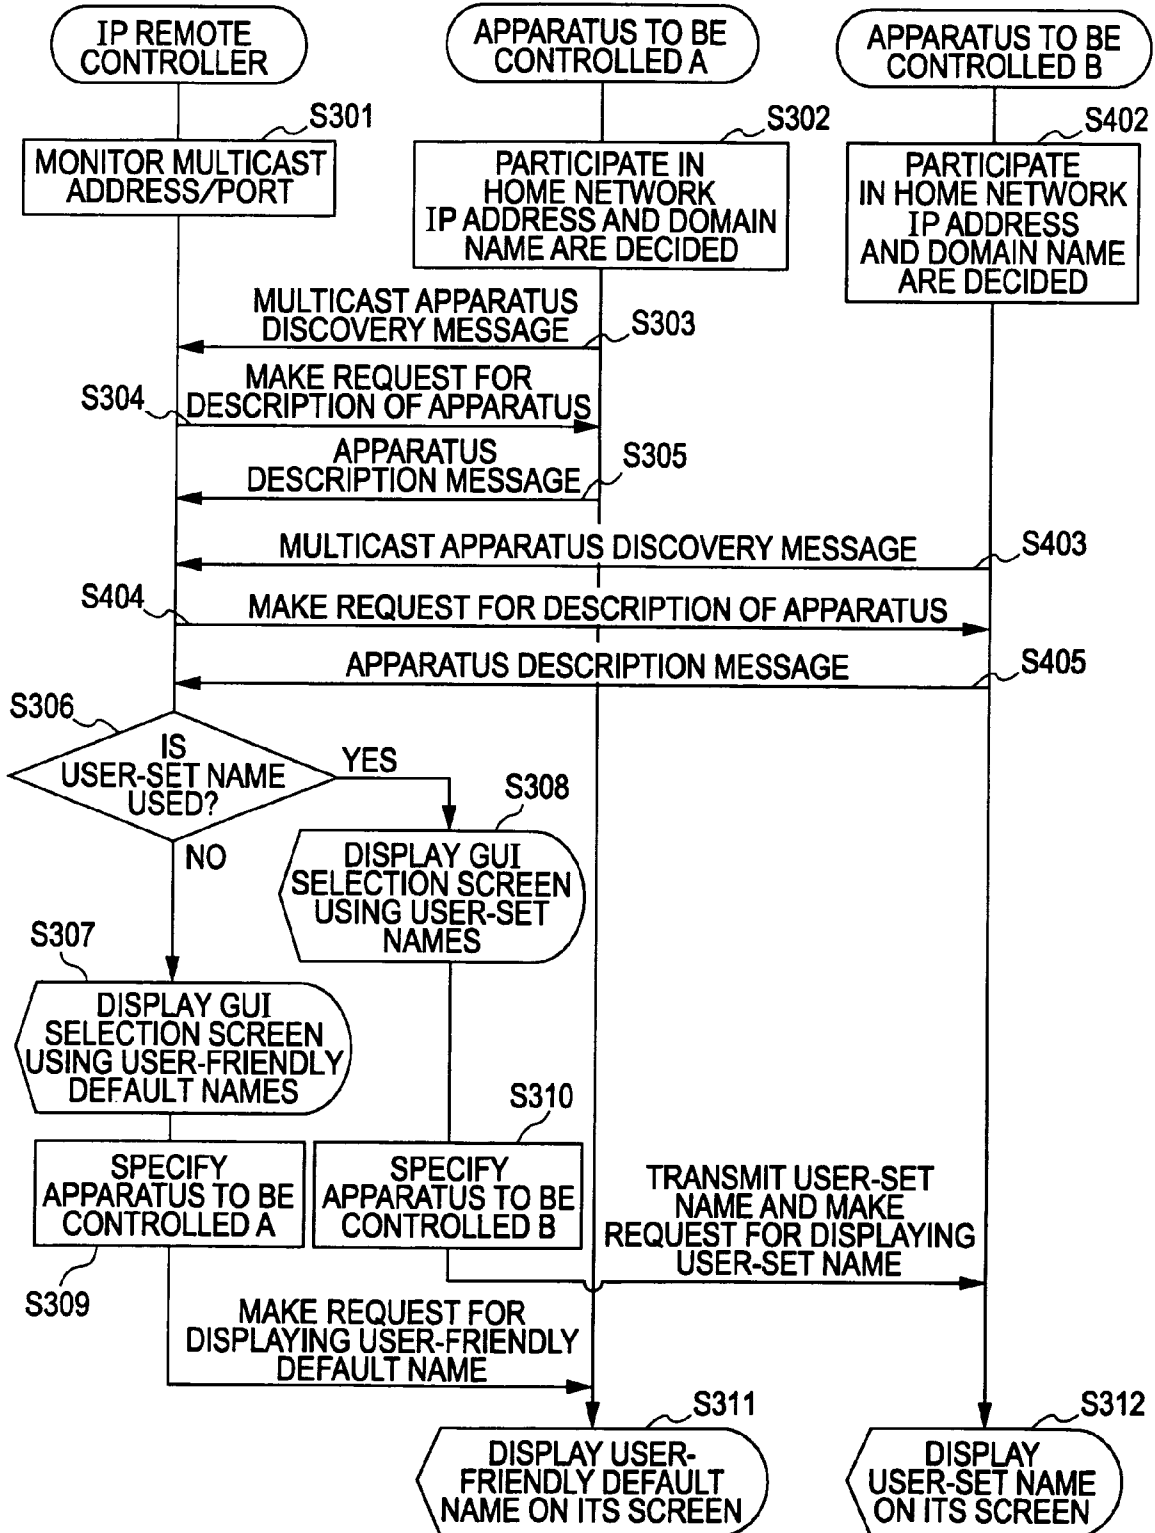 IP REMOTE
CONTROLLER
APPARATUS TO BE
CONTROLLED A
APPARATUS TO BE
CONTROLLED B
S301
MONITOR MULTICAST
ADDRESS/PORT
S302
PARTICIPATE IN
HOME NETWORK
IP ADDRESS AND DOMAIN
NAME ARE DECIDED
S402
PARTICIPATE
IN HOME NETWORK
IP ADDRESS
AND DOMAIN NAME
ARE DECIDED
MULTICAST APPARATUS
DISCOVERY MESSAGE
S303
MAKE REQUEST FOR
DESCRIPTION OF APPARATUS
S304
APPARATUS
DESCRIPTION MESSAGE
S305
MULTICAST APPARATUS DISCOVERY MESSAGE
S403
S404
MAKE REQUEST FOR DESCRIPTION OF APPARATUS
APPARATUS DESCRIPTION MESSAGE
S405
S306
IS
USER-SET NAME
USED?
YES
NO
S308
DISPLAY GUI
SELECTION SCREEN
USING USER-SET
NAMES
S307
DISPLAY GUI
SELECTION SCREEN
USING USER-FRIENDLY
DEFAULT NAMES
S310
SPECIFY
APPARATUS TO BE
CONTROLLED A
SPECIFY
APPARATUS TO BE
CONTROLLED B
TRANSMIT USER-SET
NAME AND MAKE
REQUEST FOR DISPLAYING
USER-SET NAME
S309
MAKE REQUEST FOR
DISPLAYING USER-FRIENDLY
DEFAULT NAME
S311
DISPLAY USER-
FRIENDLY DEFAULT
NAME ON ITS SCREEN
S312
DISPLAY
USER-SET NAME
ON ITS SCREEN